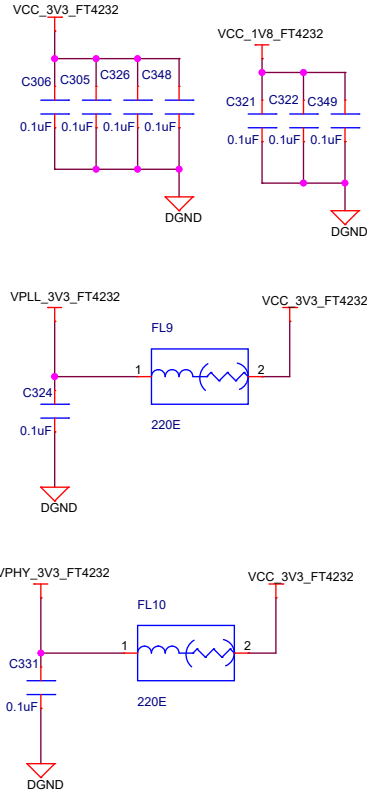 VCC_3V3_FT4232
VCC_1V8_FT4232
C306 C305 C326 C348
0.1uF 0.1uF 0.1uF 0.1uF
C321 C322 C349
0.1uF 0.1uF 0.1uF
DGND
DGND
VPLL_3V3_FT4232
VCC_3V3_FT4232
FL9
1 2
C324
0.1uF
220E
DGND
VPHY_3V3_FT4232
VCC_3V3_FT4232
FL10
1 2
C331
0.1uF
220E
DGND